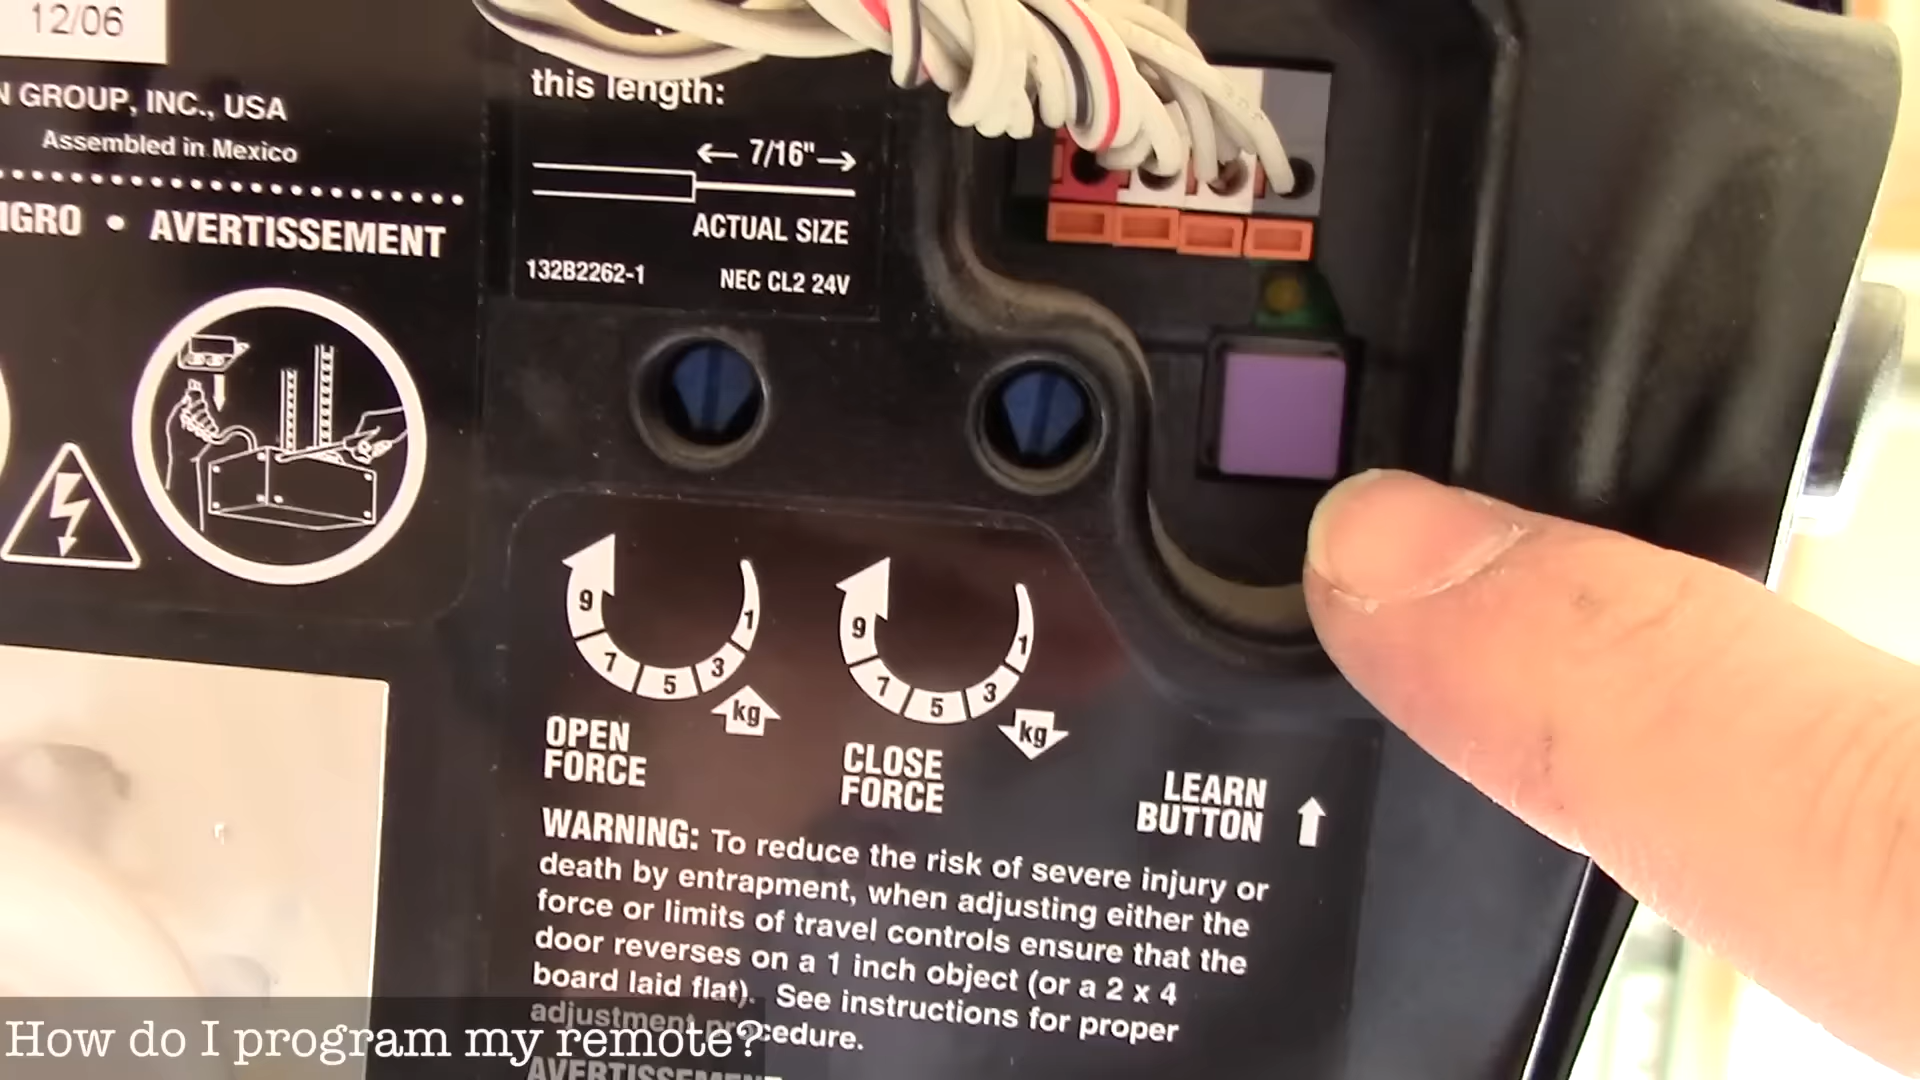 12/06
N GROUP, INC., USA
Assembled in Mexico
IGRO • AVERTISSEMENT
this length:
7/16"
ACTUAL SIZE
132B2262-1 NEC CL2 24V
9 7 5 3 1
kg
9 7 5 3 1
kg
OPEN
FORCE
CLOSE
FORCE
LEARN
BUTTON
WARNING: To reduce the risk of severe injury or
death by entrapment, when adjusting either the
force or limits of travel controls ensure that the
door reverses on a 1 inch object (or a 2 x 4
board laid flat). See instructions for proper
adjustment procedure.
AVERTISSEMENT
How do I program my remote?